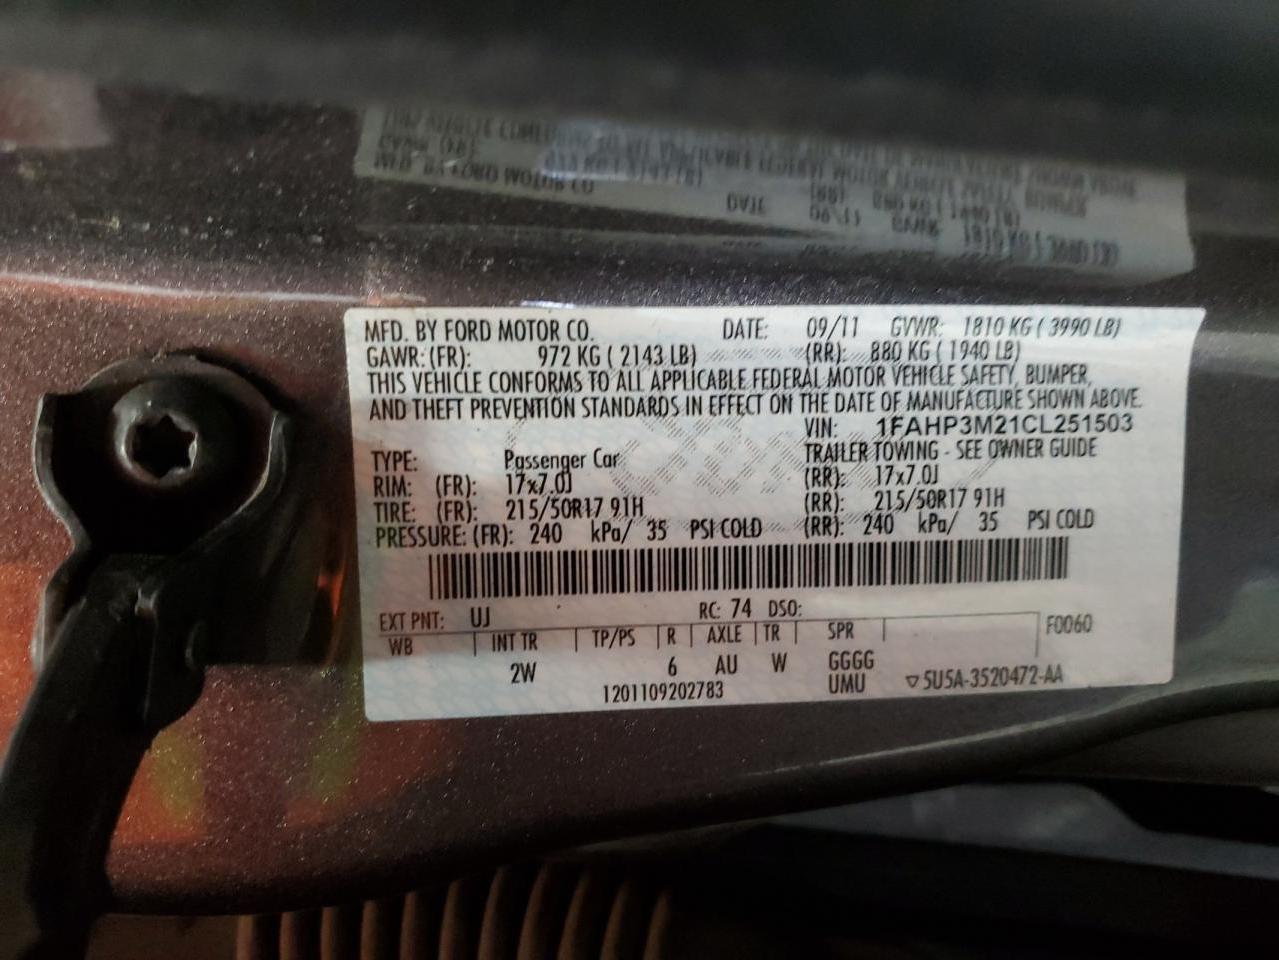 MFD. BY FORD MOTOR CO. DATE: 09/11 GVWR: 1810 KG ( 3990 LB)
GAWR: (FR): 972 KG ( 2143 LB) (RR): 880 KG ( 1940 LB)
THIS VEHICLE CONFORMS TO ALL APPLICABLE FEDERAL MOTOR VEHICLE SAFETY, BUMPER,
AND THEFT PREVENTION STANDARDS IN EFFECT ON THE DATE OF MANUFACTURE SHOWN ABOVE.
VIN: 1FAHP3M21CL251503
TYPE: Passenger Car TRAILER TOWING - SEE OWNER GUIDE
RIM: (FR): 17x7.0J (RR): 17x7.0J
TIRE: (FR): 215/50R17 91H (RR): 215/50R17 91H
PRESSURE: (FR): 240 kPa/ 35 PSI COLD (RR): 240 kPa/ 35 PSI COLD
EXT PNT: UJ RC: 74 DSO:
WB INT TR TP/PS R AXLE TR SPR F0060
2W 6 AU W GGGG
1201109202783 UMU ▽5U5A-3520472-AA